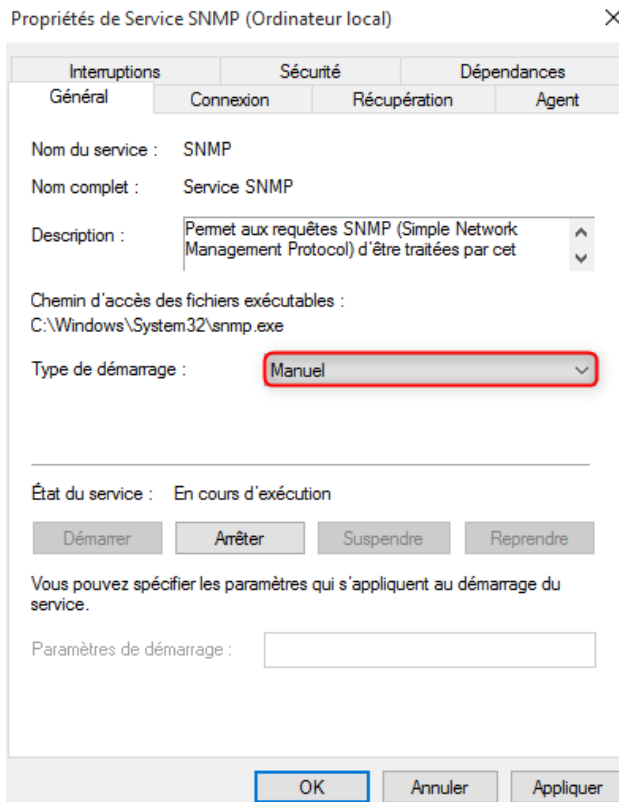 Propriétés de Service SNMP (Ordinateur local)
Interruptions Sécurité Dépendances
Général Connexion Récupération Agent
Nom du service : SNMP
Nom complet : Service SNMP
Description : Permet aux requêtes SNMP (Simple Network
Management Protocol) d'être traitées par cet
Chemin d'accès des fichiers exécutables :
C:\Windows\System32\snmp.exe
Type de démarrage : Manuel
État du service : En cours d'exécution
Démarrer Arrêter Suspendre Reprendre
Vous pouvez spécifier les paramètres qui s'appliquent au démarrage du
service.
Paramètres de démarrage :
OK Annuler Appliquer